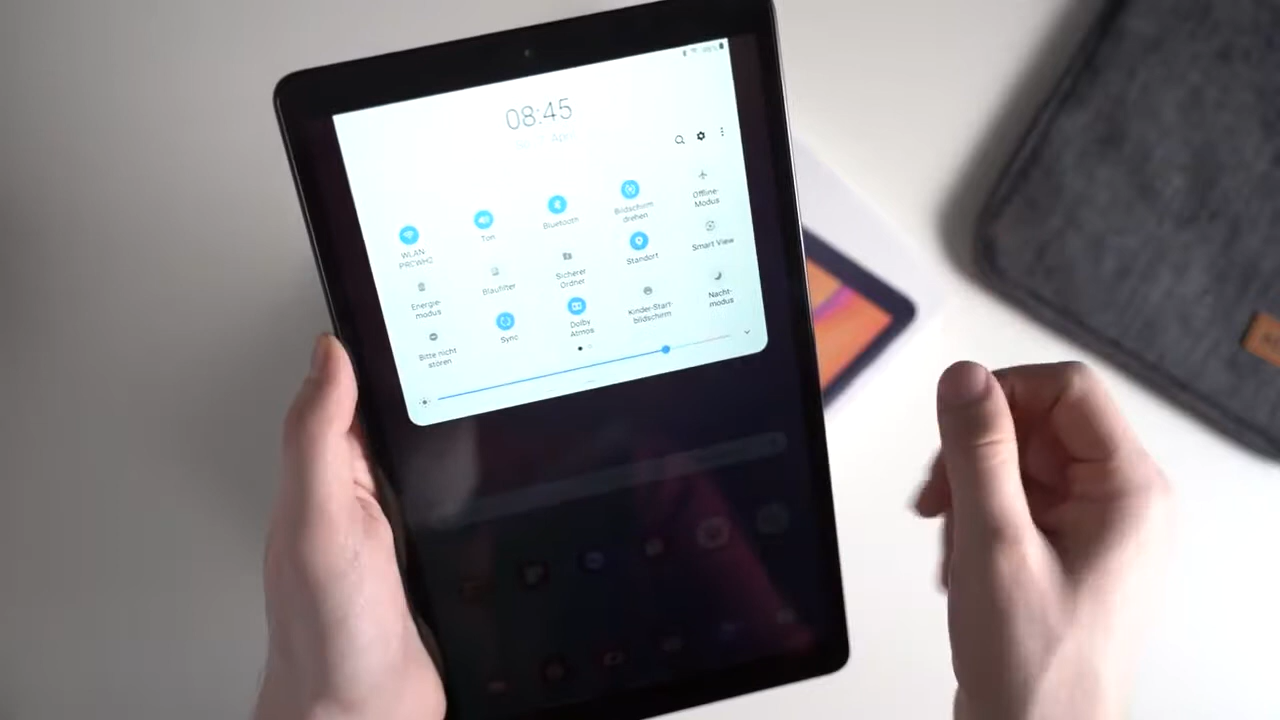 08:45
WLAN-
Ton
Bluetooth
Bildschirm
drehen
Offline-
Modus
Energie-
modus
Blaufilter
Sicherer
Ordner
Standort
Smart View
Bitte nicht
stören
Sync
Dolby
Atmos
Kinder-Start-
bildschirm
Nacht-
modus